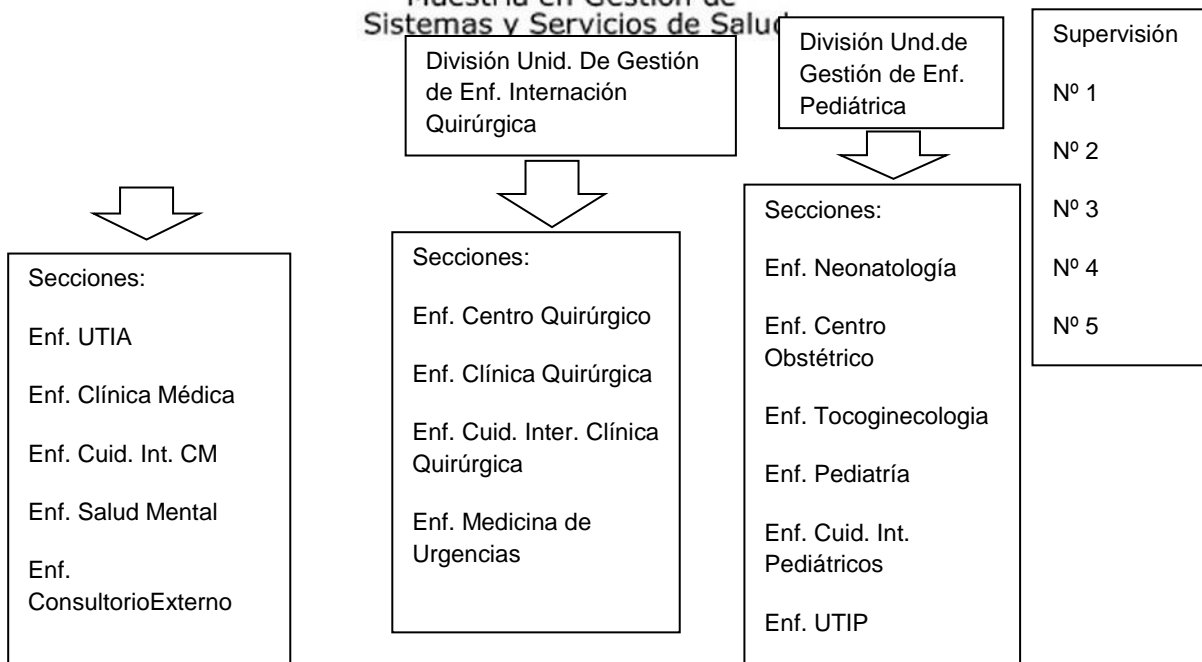 Maestría en Gestión de
Sistemas y Servicios de Salud
División Unid. De Gestión
de Enf. Internación
Quirúrgica
División Und.de
Gestión de Enf.
Pediátrica
Supervisión
Nº 1
Nº 2
Nº 3
Nº 4
Nº 5
Secciones:
Enf. UTIA
Enf. Clínica Médica
Enf. Cuid. Int. CM
Enf. Salud Mental
Enf.
ConsultorioExterno
Secciones:
Enf. Centro Quirúrgico
Enf. Clínica Quirúrgica
Enf. Cuid. Inter. Clínica
Quirúrgica
Enf. Medicina de
Urgencias
Secciones:
Enf. Neonatología
Enf. Centro
Obstétrico
Enf. Tocoginecologia
Enf. Pediatría
Enf. Cuid. Int.
Pediátricos
Enf. UTIP